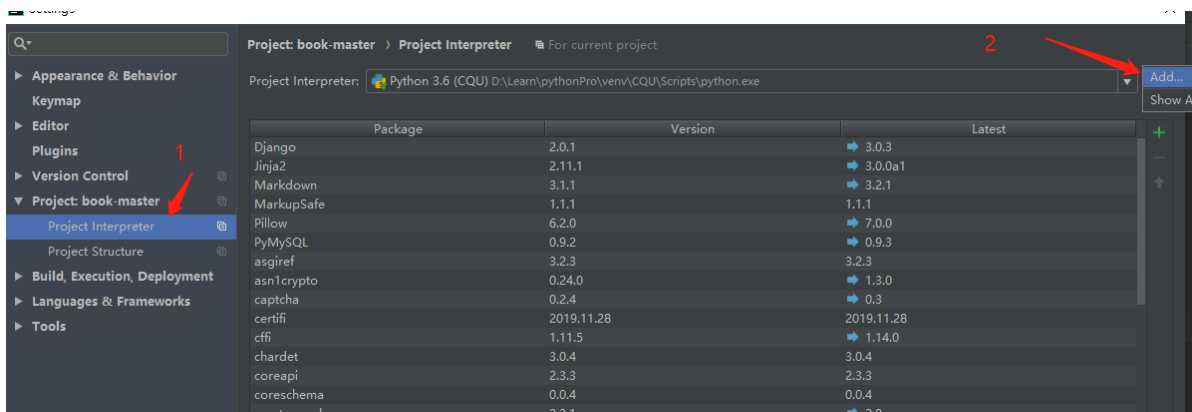 Settings
Project: book-master › Project Interpreter For current project
2
Appearance & Behavior
Keymap
Editor
Plugins
1
Version Control
Project: book-master
Project Interpreter
Project Structure
Build, Execution, Deployment
Languages & Frameworks
Tools
Project Interpreter: Python 3.6 (CQU) D:\Learn\pythonPro\venv\CQU\Scripts\python.exe
Add...
Show A
Package Version Latest
Django 2.0.1 3.0.3
Jinja2 2.11.1 3.0.0a1
Markdown 3.1.1 3.2.1
MarkupSafe 1.1.1 1.1.1
Pillow 6.2.0 7.0.0
PyMySQL 0.9.2 0.9.3
asgiref 3.2.3 3.2.3
asn1crypto 0.24.0 1.3.0
captcha 0.2.4 0.3
certifi 2019.11.28 2019.11.28
cffi 1.11.5 1.14.0
chardet 3.0.4 3.0.4
coreapi 2.3.3 2.3.3
coreschema 0.0.4 0.0.4